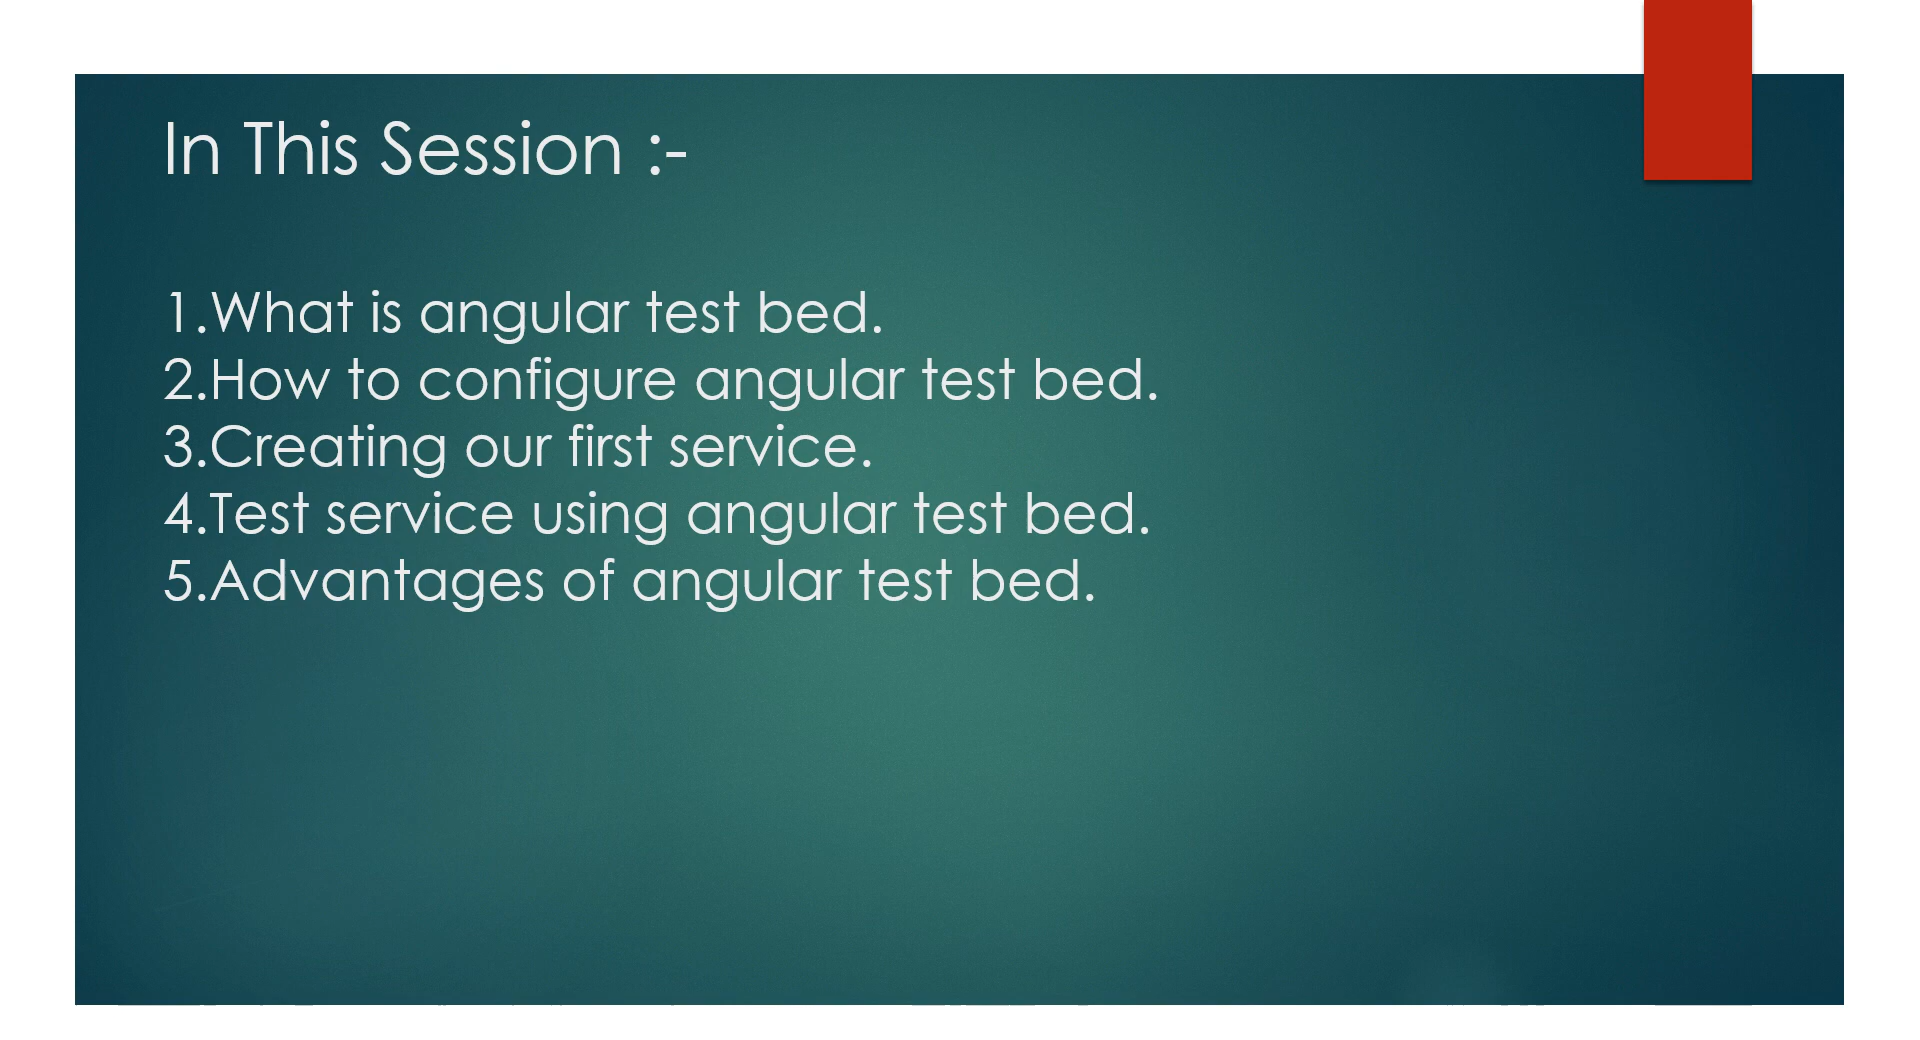 In This Session :-
1.What is angular test bed.
2.How to configure angular test bed.
3.Creating our first service.
4.Test service using angular test bed.
5.Advantages of angular test bed.